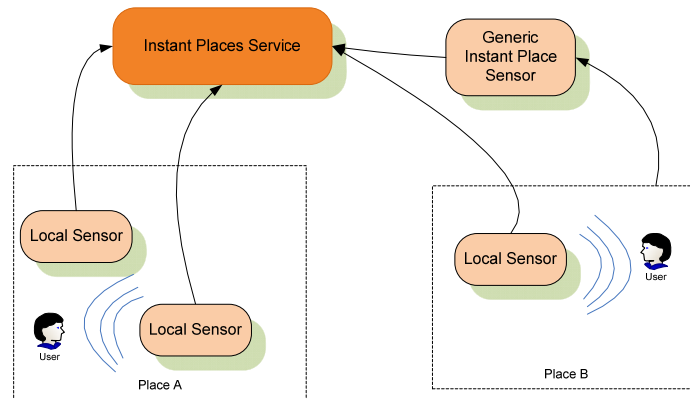 Instant Places Service
Generic
Instant Place
Sensor
Local Sensor
Local Sensor
User
Place A
Local Sensor
User
Place B